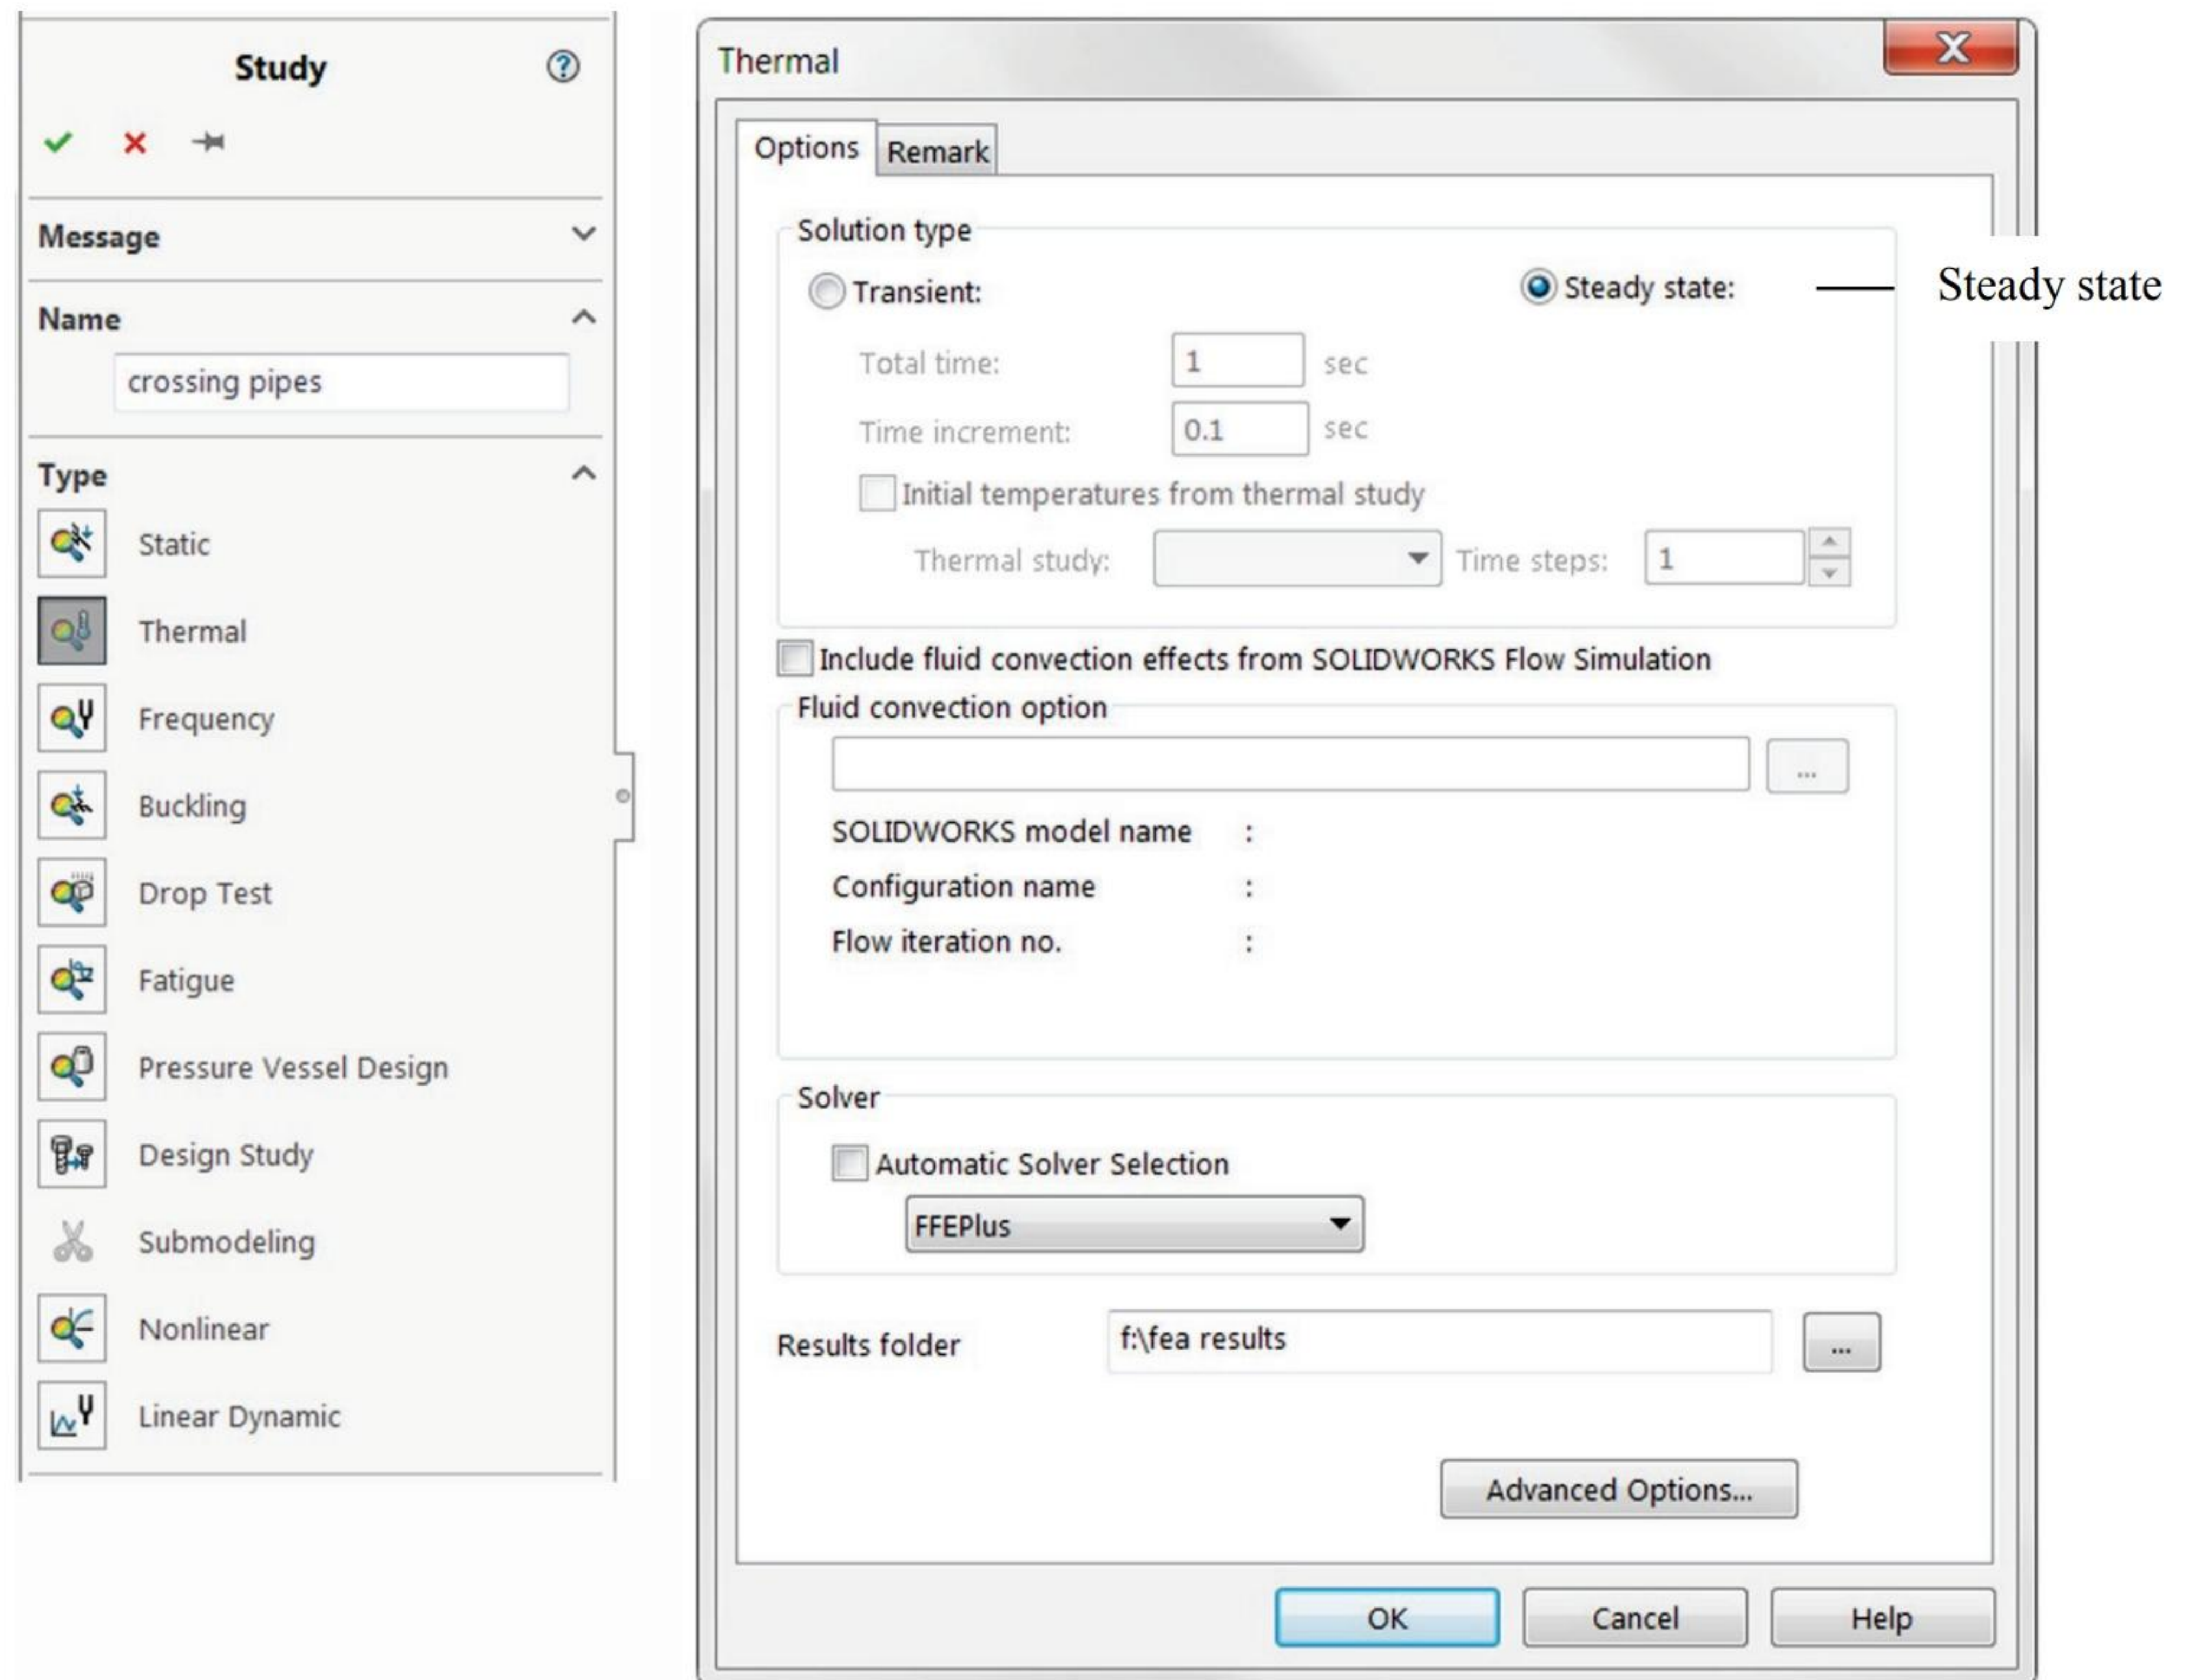 Study
Message
Name
crossing pipes
Type
Static
Thermal
Frequency
Buckling
Drop Test
Fatigue
Pressure Vessel Design
Design Study
Submodeling
Nonlinear
Linear Dynamic
Thermal
Options Remark
Solution type
Transient: Steady state: Steady state
Total time: 1 sec
Time increment: 0.1 sec
Initial temperatures from thermal study
Thermal study: Time steps: 1
Include fluid convection effects from SOLIDWORKS Flow Simulation
Fluid convection option
...
SOLIDWORKS model name :
Configuration name :
Flow iteration no. :
Solver
Automatic Solver Selection
FFEPlus
Results folder f:\fea results ...
Advanced Options...
OK Cancel Help